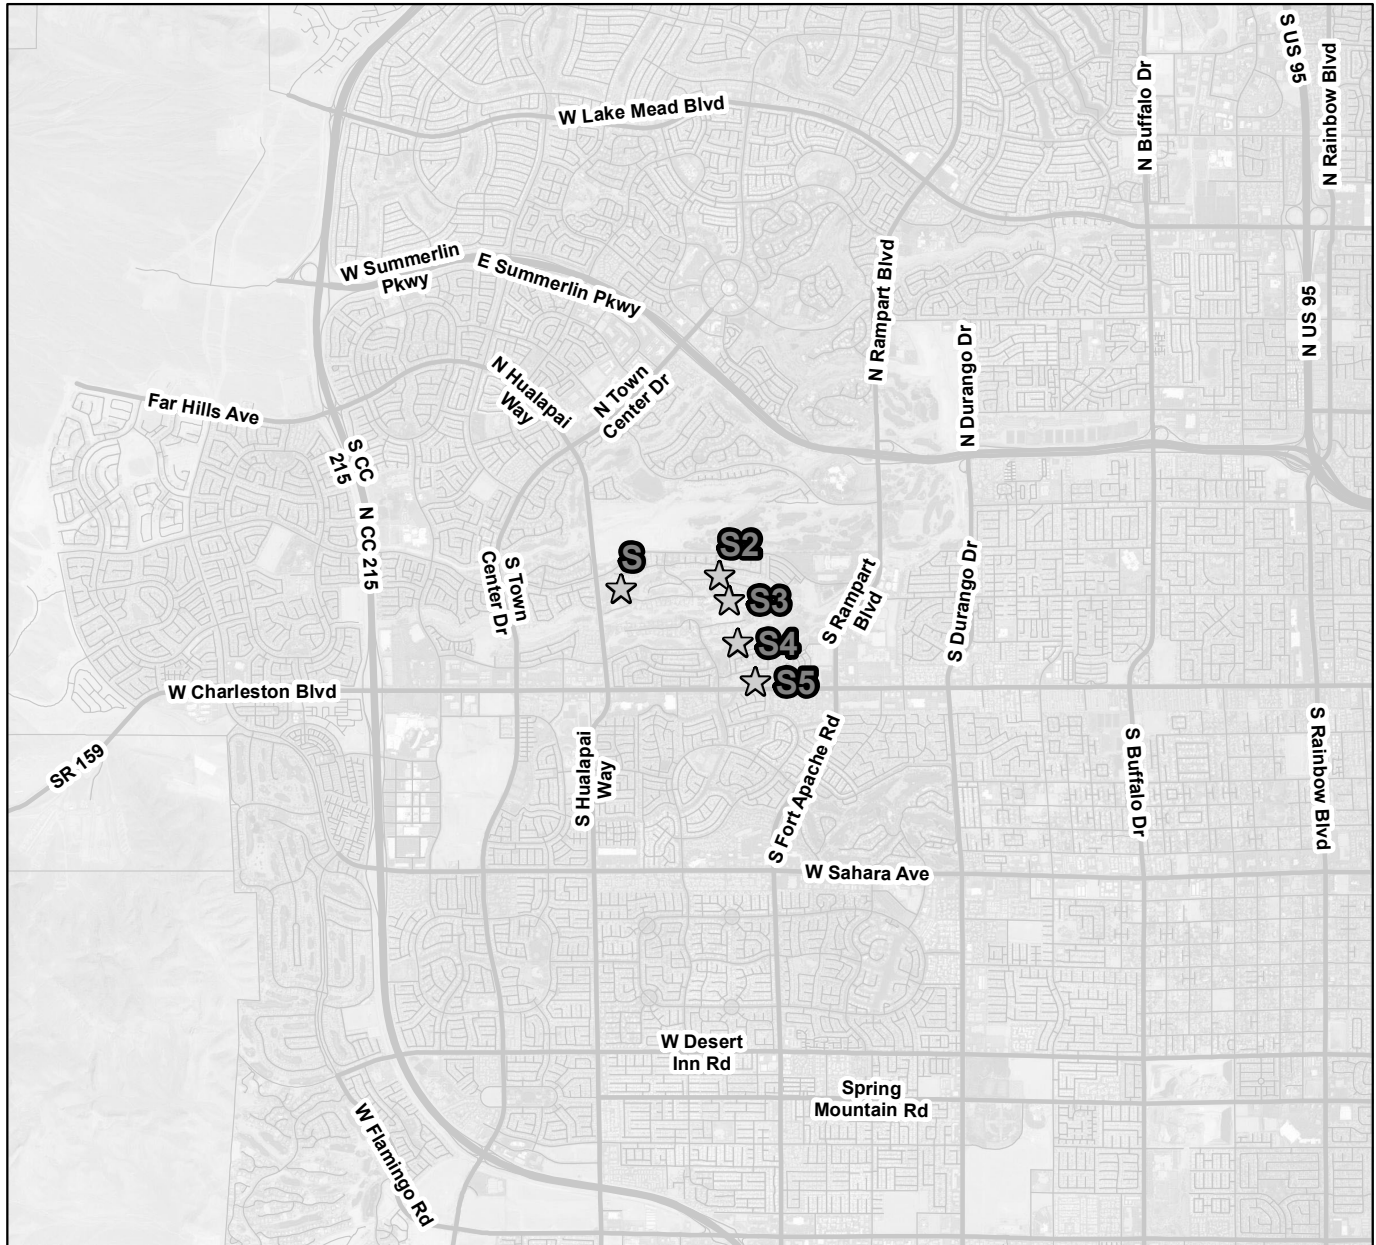 S US 95
N Rainbow Blvd
N Buffalo Dr
W Lake Mead Blvd
W Summerlin
Pkwy
E Summerlin Pkwy
N Rampart Blvd
N US 95
N Durango Dr
N Hualapai
Way
N Town
Center Dr
Far Hills Ave
S CC
215
N CC 215
S Town
Center Dr
S
S2
S3
S4
S5
S Rampart
Blvd
S Durango Dr
W Charleston Blvd
SR 159
S Hualapai
Way
S Fort Apache Rd
S Buffalo Dr
S Rainbow Blvd
W Sahara Ave
W Desert
Inn Rd
Spring
Mountain Rd
W Flamingo Rd